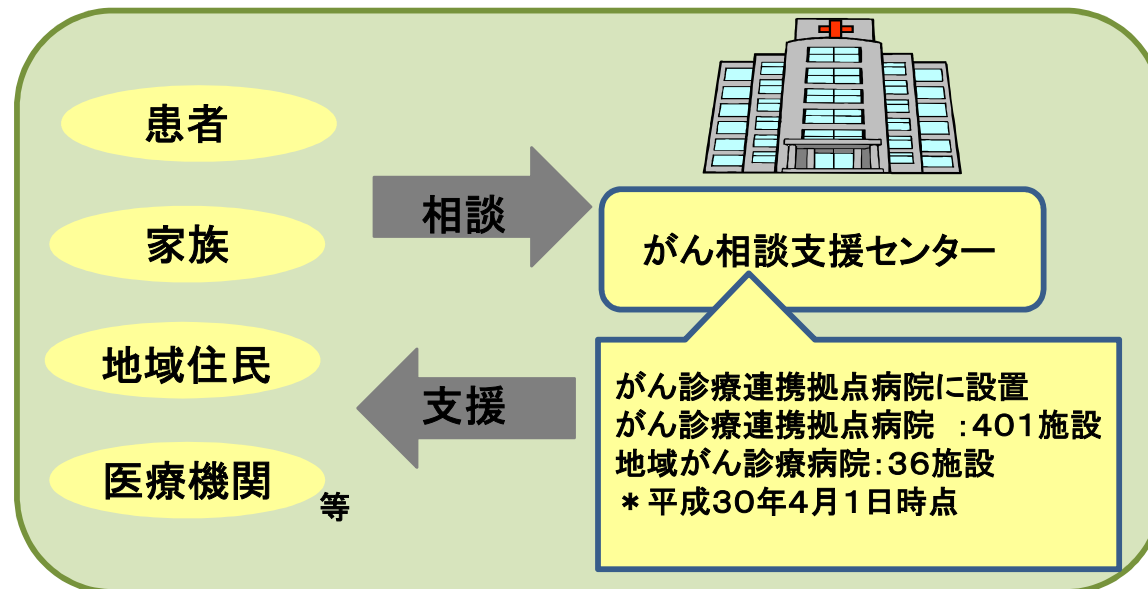 患者
家族
地域住民
医療機関
等
相談
支援
がん相談支援センター
がん診療連携拠点病院に設置
がん診療連携拠点病院　：４０１施設
地域がん診療病院：３６施設
＊平成３０年４月１日時点